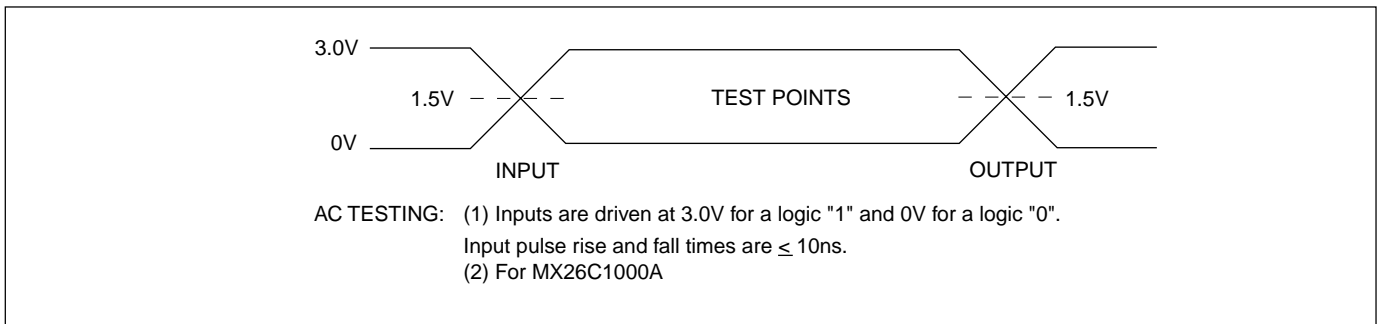 3.0V
1.5V
TEST POINTS
1.5V
0V
INPUT
OUTPUT
AC TESTING: (1) Inputs are driven at 3.0V for a logic "1" and 0V for a logic "0".
Input pulse rise and fall times are ≤ 10ns.
(2) For MX26C1000A